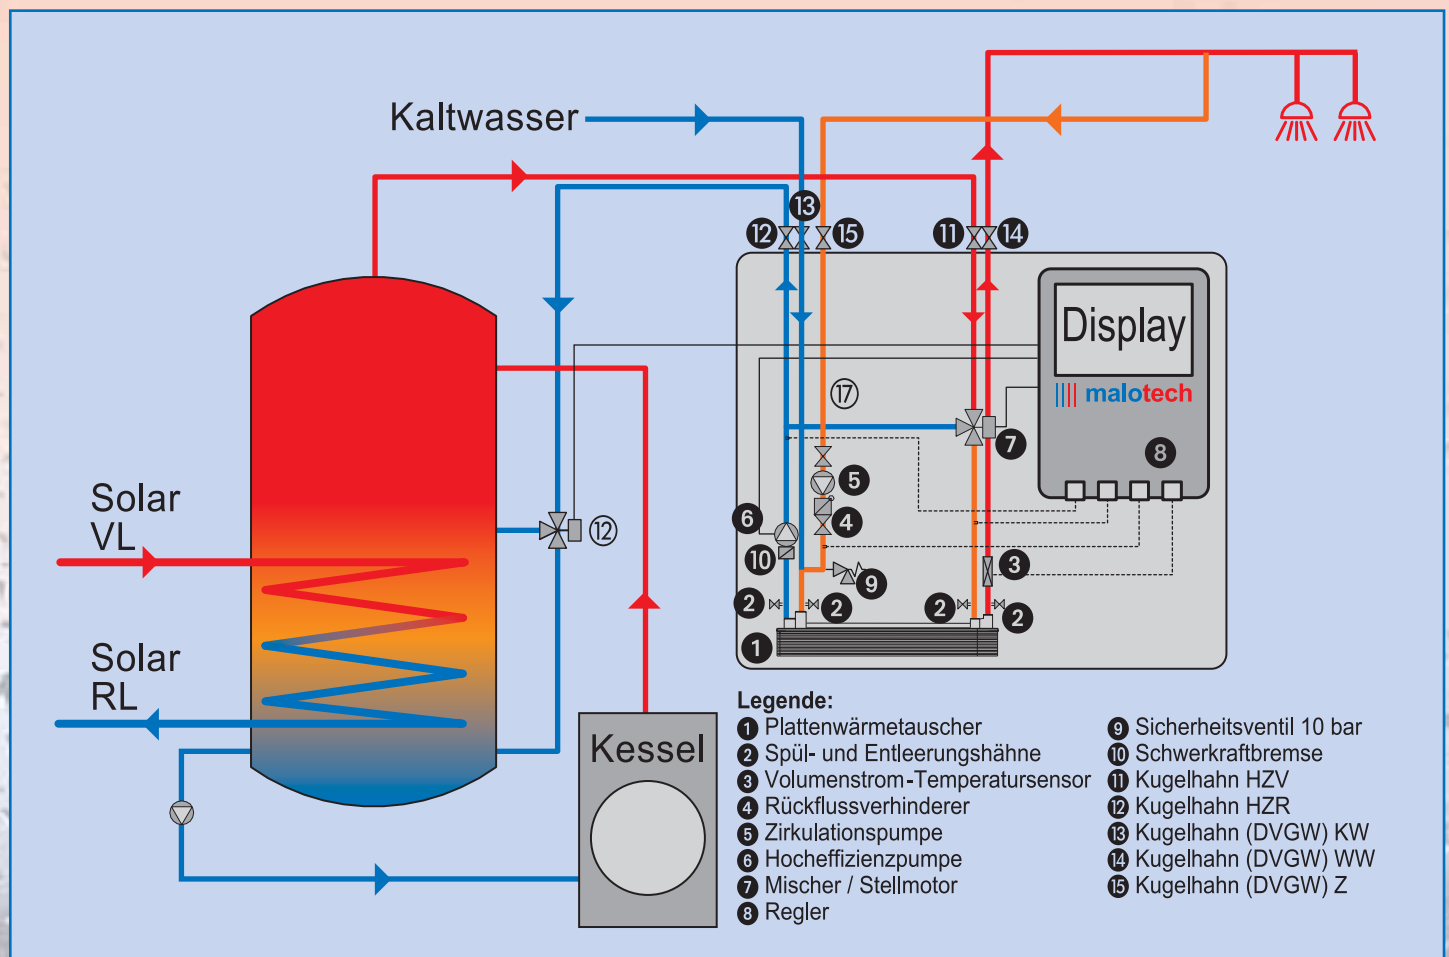 Kaltwasser
13
12
15
11
14
Display
malotech
17
7
8
Solar
VL
5
6
4
12
10
3
9
2
2
2
2
1
Solar
RL
Kessel
Legende:
1 Plattenwärmetauscher
2 Spül- und Entleerungshähne
3 Volumenstrom-Temperatursensor
4 Rückflussverhinderer
5 Zirkulationspumpe
6 Hocheffizienzpumpe
7 Mischer / Stellmotor
8 Regler
9 Sicherheitsventil 10 bar
10 Schwerkraftbremse
11 Kugelhahn HZV
12 Kugelhahn HZR
13 Kugelhahn (DVGW) KW
14 Kugelhahn (DVGW) WW
15 Kugelhahn (DVGW) Z